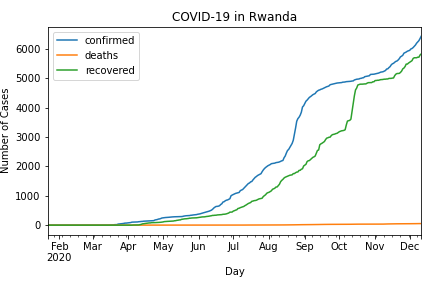 COVID-19 in Rwanda
confirmed
deaths
recovered
Number of Cases
6000
5000
4000
3000
2000
1000
0
Feb Mar Apr May Jun Jul Aug Sep Oct Nov Dec
2020
Day